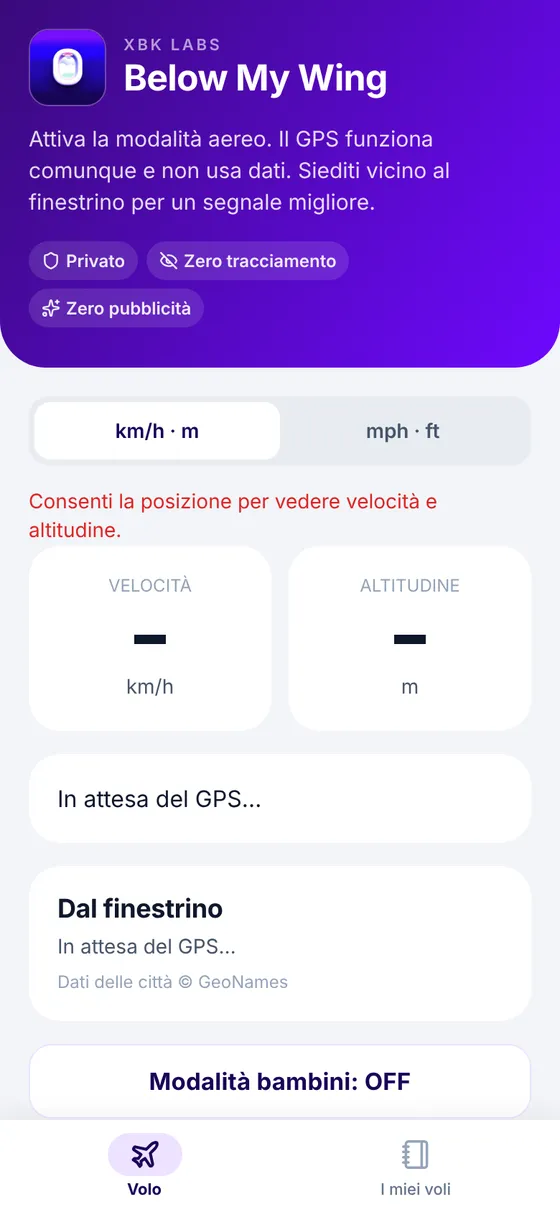 XBK LABS
Below My Wing
Attiva la modalità aereo. Il GPS funziona
comunque e non usa dati. Siediti vicino al
finestrino per un segnale migliore.
Privato
Zero tracciamento
Zero pubblicità
km/h · m
mph · ft
Consenti la posizione per vedere velocità e
altitudine.
VELOCITÀ
ALTITUDINE
–
–
km/h
m
In attesa del GPS...
Dal finestrino
In attesa del GPS...
Dati delle città © GeoNames
Modalità bambini: OFF
Volo
I miei voli